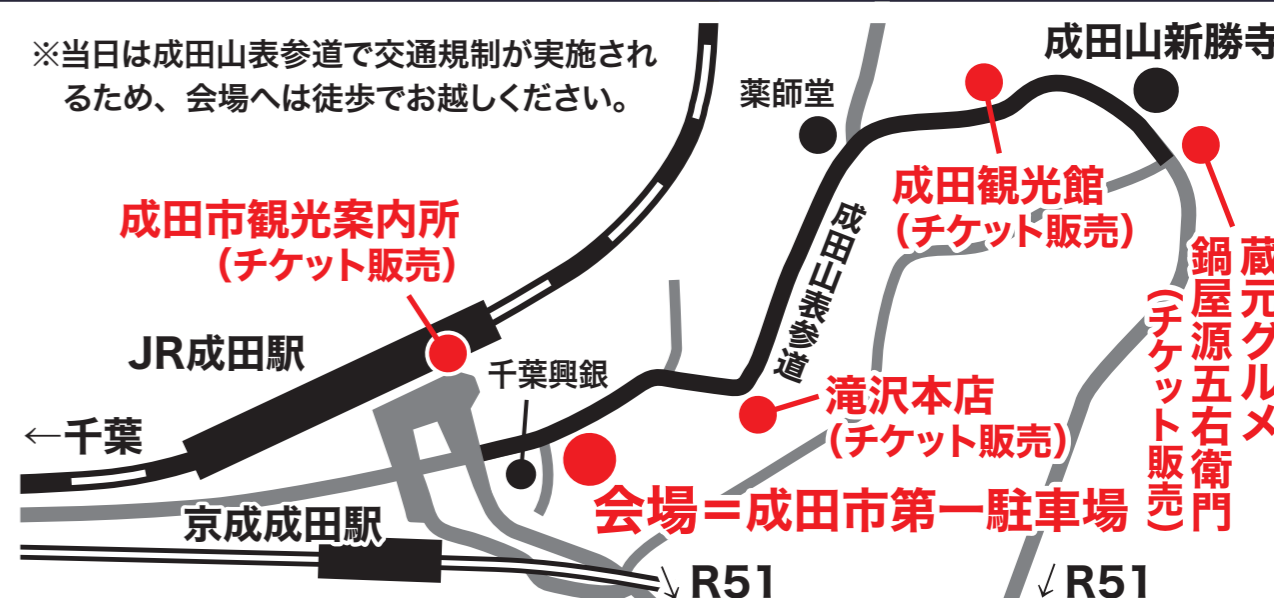 ※当日は成田山表参道で交通規制が実施され
るため、会場へは徒歩でお越しください。
成田山新勝寺
薬師堂
成田観光館
(チケット販売)
成田市観光案内所
(チケット販売)
成田山表参道
蔵元グルメ
鍋屋源五右衛門
(チケット販売)
JR成田駅
千葉興銀
滝沢本店
(チケット販売)
←千葉
会場=成田市第一駐車場
京成成田駅
↘R51
↙R51